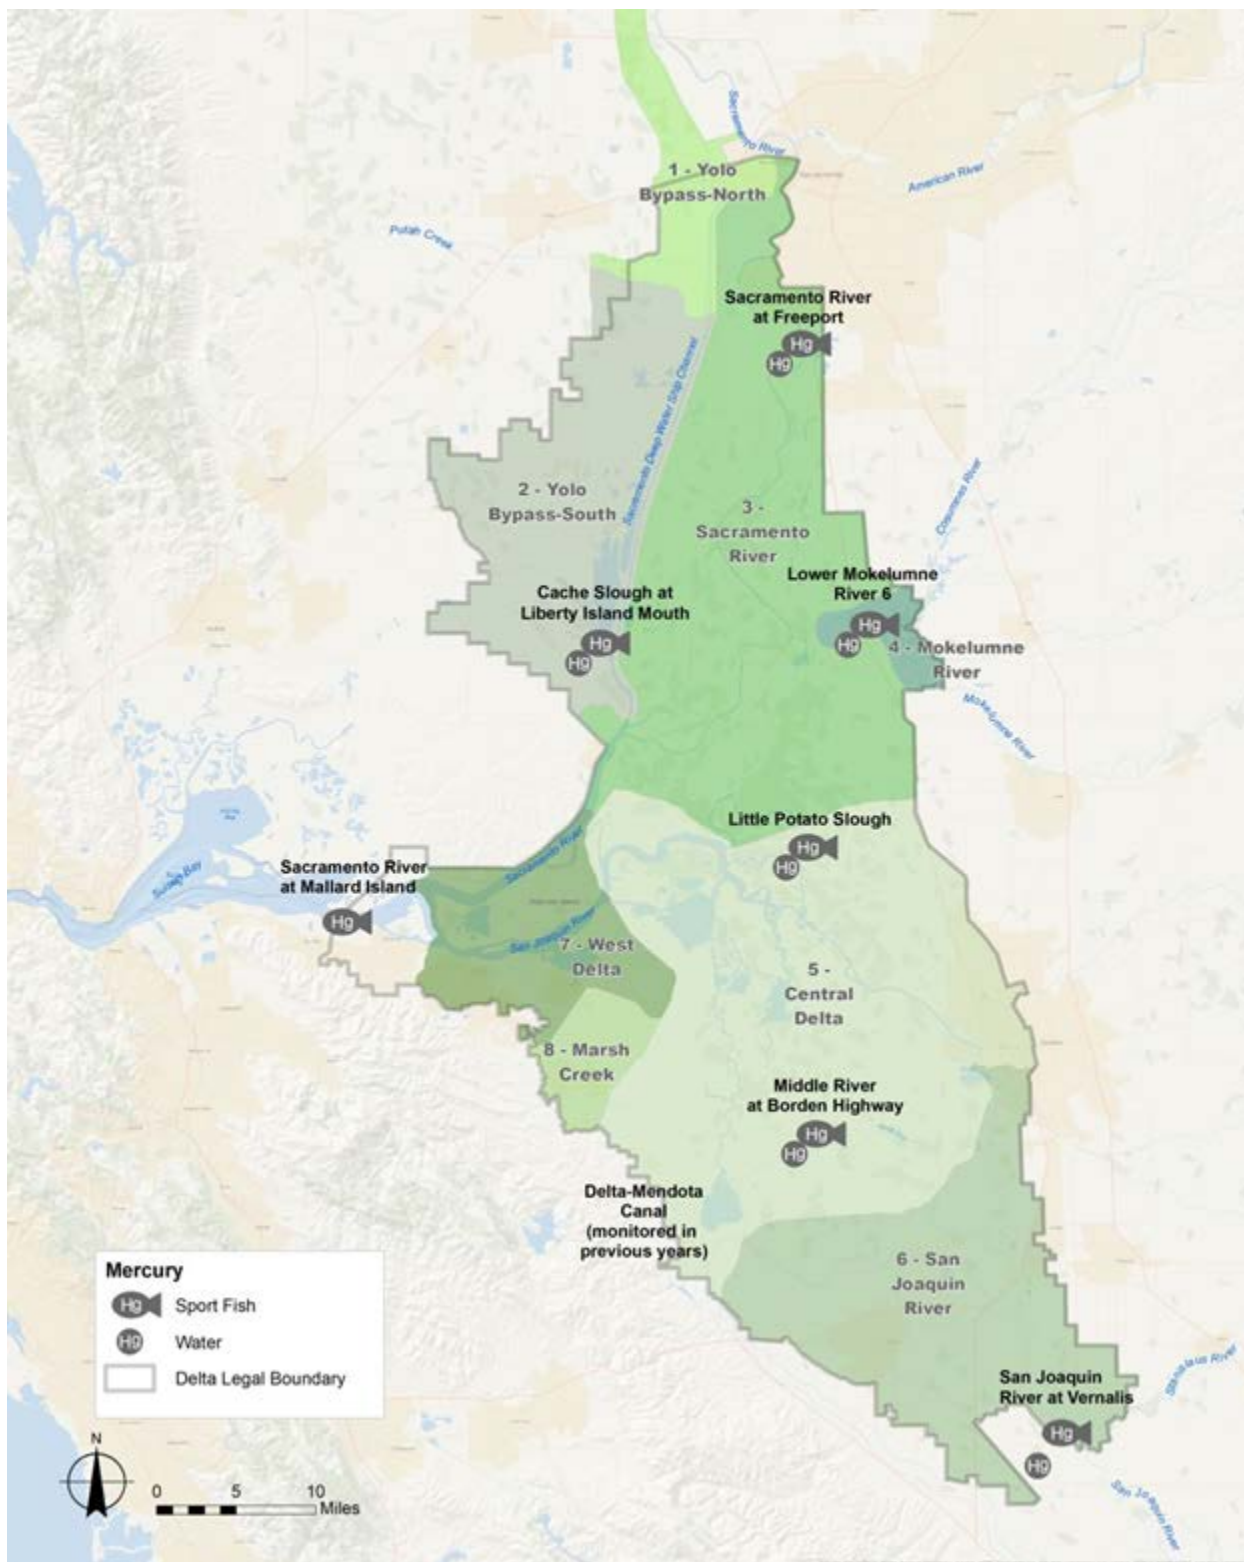 Sacramento River
American River
1 - Yolo
Bypass-North
Putah Creek
Sacramento River
at Freeport
Hg
Hg
Sacramento Deep Water Ship Channel
2 - Yolo
Bypass-South
3 -
Sacramento
River
Cosumnes River
Lower Mokelumne
River 6
Hg
Hg
Cache Slough at
Liberty Island Mouth
Hg
Hg
4 - Mokelumne
River
Mokelumne River
Little Potato Slough
Hg
Hg
Sacramento River
Suisun Bay
Sacramento River
at Mallard Island
Hg
San Joaquin River
7 - West
Delta
5 -
Central
Delta
8 - Marsh
Creek
Middle River
at Borden Highway
Hg
Hg
Delta-Mendota
Canal
(monitored in
previous years)
6 - San
Joaquin
River
Mercury
Hg Sport Fish
Hg Water
Delta Legal Boundary
San Joaquin
River at Vernalis
Hg
Hg
Stanislaus River
San Joaquin River
N
0 5 10
Miles